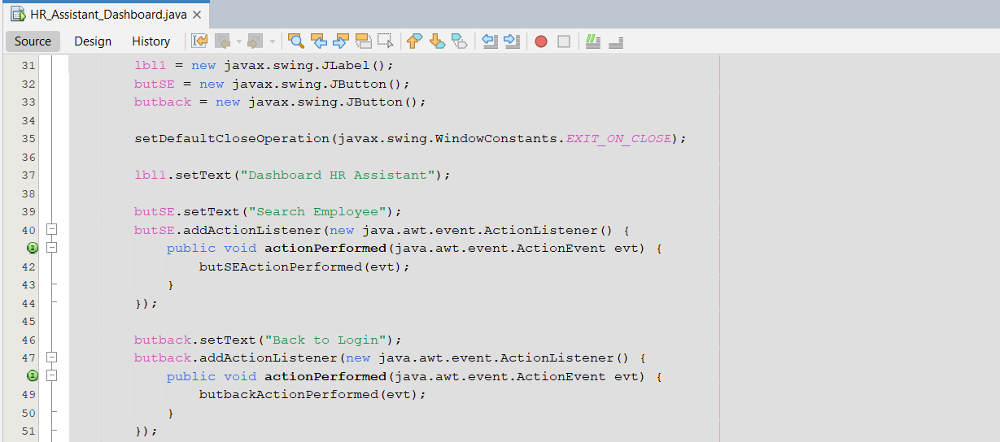 HR_Assistant_Dashboard.java
Source Design History
31 lbl1 = new javax.swing.JLabel();
32 butSE = new javax.swing.JButton();
33 butback = new javax.swing.JButton();
34
35 setDefaultCloseOperation(javax.swing.WindowConstants.EXIT_ON_CLOSE);
36
37 lbl1.setText("Dashboard HR Assistant");
38
39 butSE.setText("Search Employee");
40 butSE.addActionListener(new java.awt.event.ActionListener() {
public void actionPerformed(java.awt.event.ActionEvent evt) {
42 butSEActionPerformed(evt);
43 }
44 });
45
46 butback.setText("Back to Login");
47 butback.addActionListener(new java.awt.event.ActionListener() {
public void actionPerformed(java.awt.event.ActionEvent evt) {
49 butbackActionPerformed(evt);
50 }
51 });